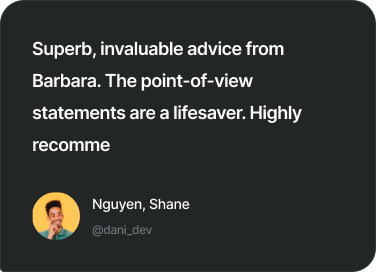 Superb, invaluable advice from
Barbara. The point-of-view
statements are a lifesaver. Highly
recomme
Nguyen, Shane
@dani_dev